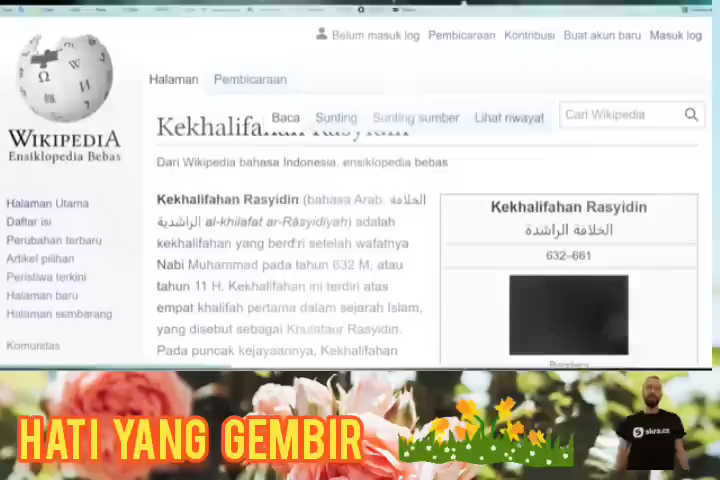 Belum masuk log Pembicaraan Kontribusi Buat akun baru Masuk log
Halaman Pembicaraan
Baca Sunting Sunting sumber Lihat riwayat Cari Wikipedia
WIKIPEDIA
Ensiklopedia Bebas
Kekhalifahan Rasyidin
Dari Wikipedia bahasa Indonesia, ensiklopedia bebas
Halaman Utama
Daftar isi
Perubahan terbaru
Artikel pilihan
Peristiwa terkini
Halaman baru
Halaman sembarang
Komunitas
Kekhalifahan Rasyidin (bahasa Arab: الخلافة
الراشدية al-khilafat ar-Rāsyidīyah) adalah
kekhalifahan yang berdiri setelah wafatnya
Nabi Muhammad pada tahun 632 M, atau
tahun 11 H. Kekhalifahan ini terdiri atas
empat khalifah pertama dalam sejarah Islam,
yang disebut sebagai Khulafaur Rasyidin.
Pada puncak kejayaannya, Kekhalifahan
Kekhalifahan Rasyidin
الخلافة الراشدة
632–661
HATI YANG GEMBIR
skrz.cz